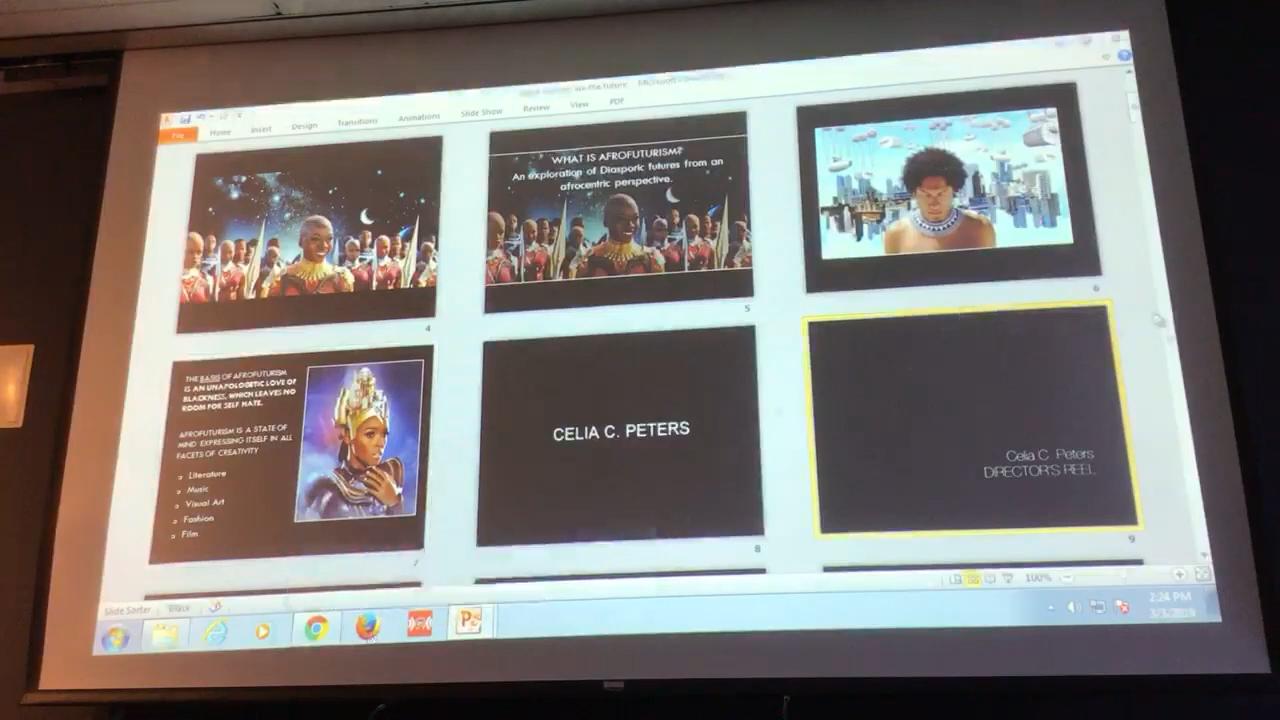 File Home Insert Design Transitions Animations Slide Show Review View PDF
4
WHAT IS AFROFUTURISM?
An exploration of Diasporic futures from an
afrocentric perspective.
5
6
THE BASIS OF AFROFUTURISM
IS AN UNAPOLOGETIC LOVE OF
BLACKNESS, WHICH LEAVES NO
ROOM FOR SELF HATE.
AFROFUTURISM IS A STATE OF
MIND EXPRESSING ITSELF IN ALL
FACETS OF CREATIVITY
Literature
Music
Visual Art
Fashion
Film
7
CELIA C. PETERS
8
Celia C. Peters
DIRECTOR'S REEL
9
Slide Sorter "Black" 100%
2:24 PM